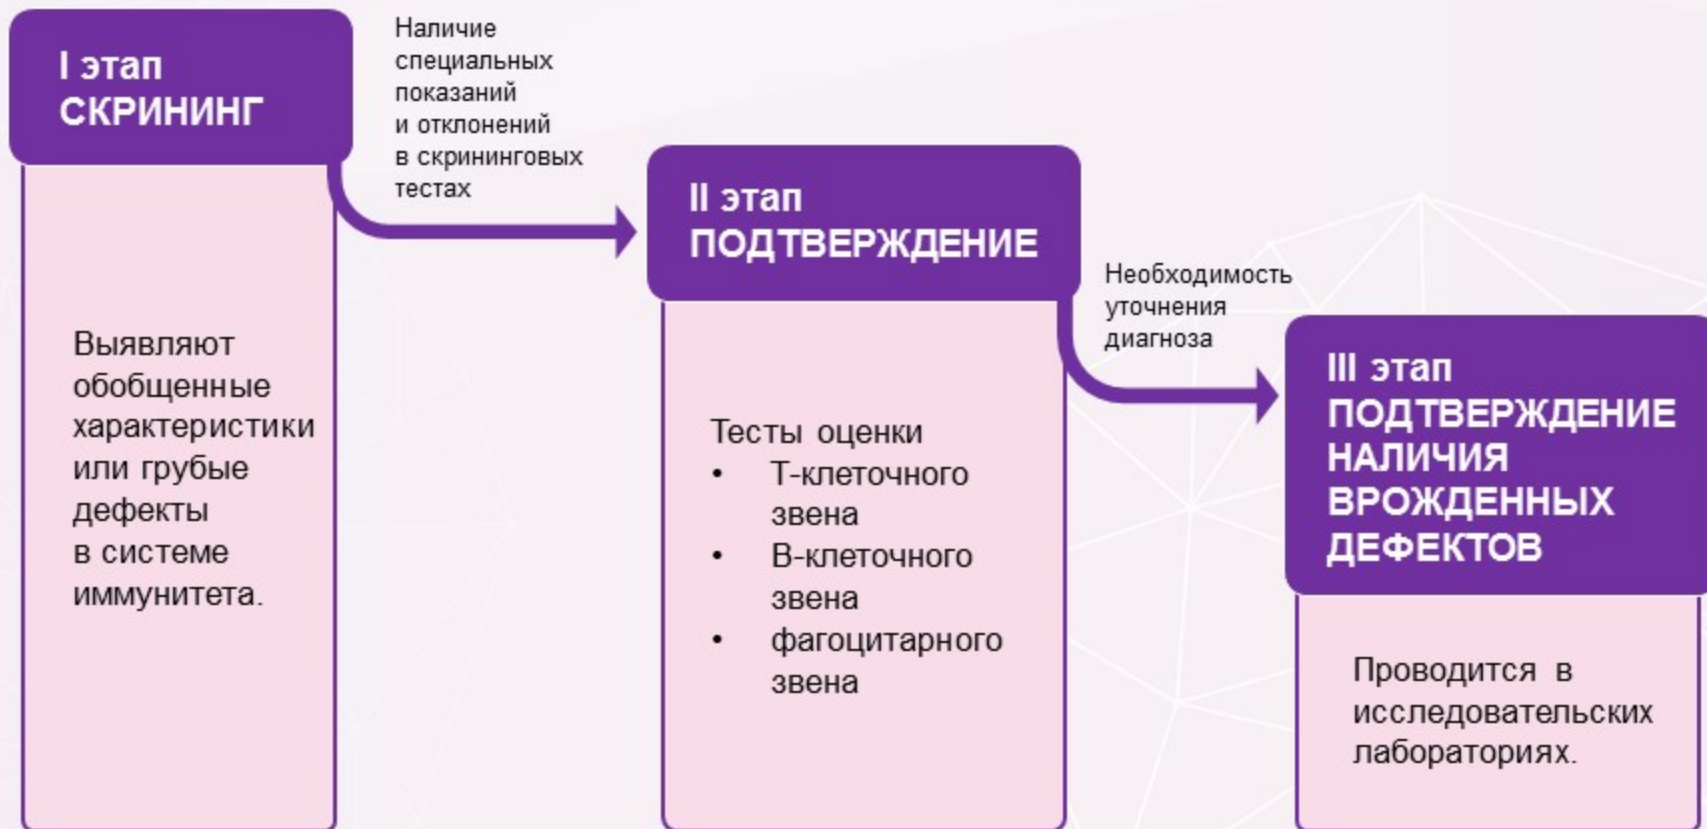 I этап
СКРИНИНГ
Выявляют
обобщенные
характеристики
или грубые
дефекты
в системе
иммунитета.
Наличие
специальных
показаний
и отклонений
в скрининговых
тестах
II этап
ПОДТВЕРЖДЕНИЕ
Тесты оценки
• Т-клеточного
звена
• В-клеточного
звена
• фагоцитарного
звена
Необходимость
уточнения
диагноза
III этап
ПОДТВЕРЖДЕНИЕ
НАЛИЧИЯ
ВРОЖДЕННЫХ
ДЕФЕКТОВ
Проводится в
исследовательских
лабораториях.